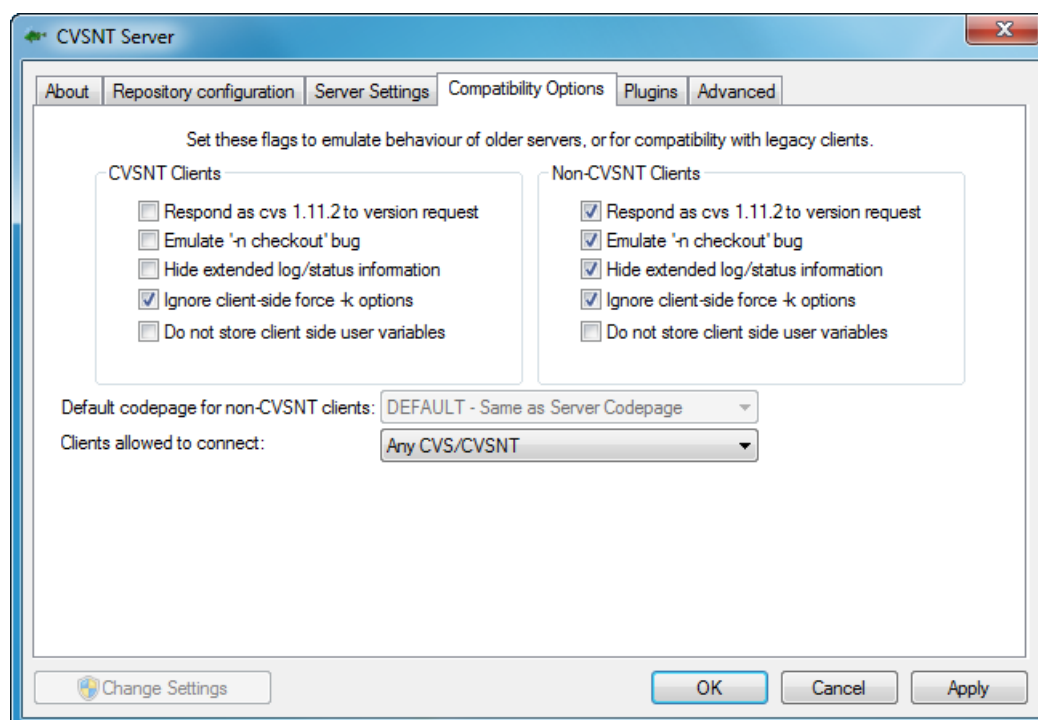 CVSNT Server
About Repository configuration Server Settings Compatibility Options Plugins Advanced
Set these flags to emulate behaviour of older servers, or for compatibility with legacy clients.
CVSNT Clients
Respond as cvs 1.11.2 to version request
Emulate '-n checkout' bug
Hide extended log/status information
Ignore client-side force -k options
Do not store client side user variables
Non-CVSNT Clients
Respond as cvs 1.11.2 to version request
Emulate '-n checkout' bug
Hide extended log/status information
Ignore client-side force -k options
Do not store client side user variables
Default codepage for non-CVSNT clients: DEFAULT - Same as Server Codepage
Clients allowed to connect: Any CVS/CVSNT
Change Settings OK Cancel Apply